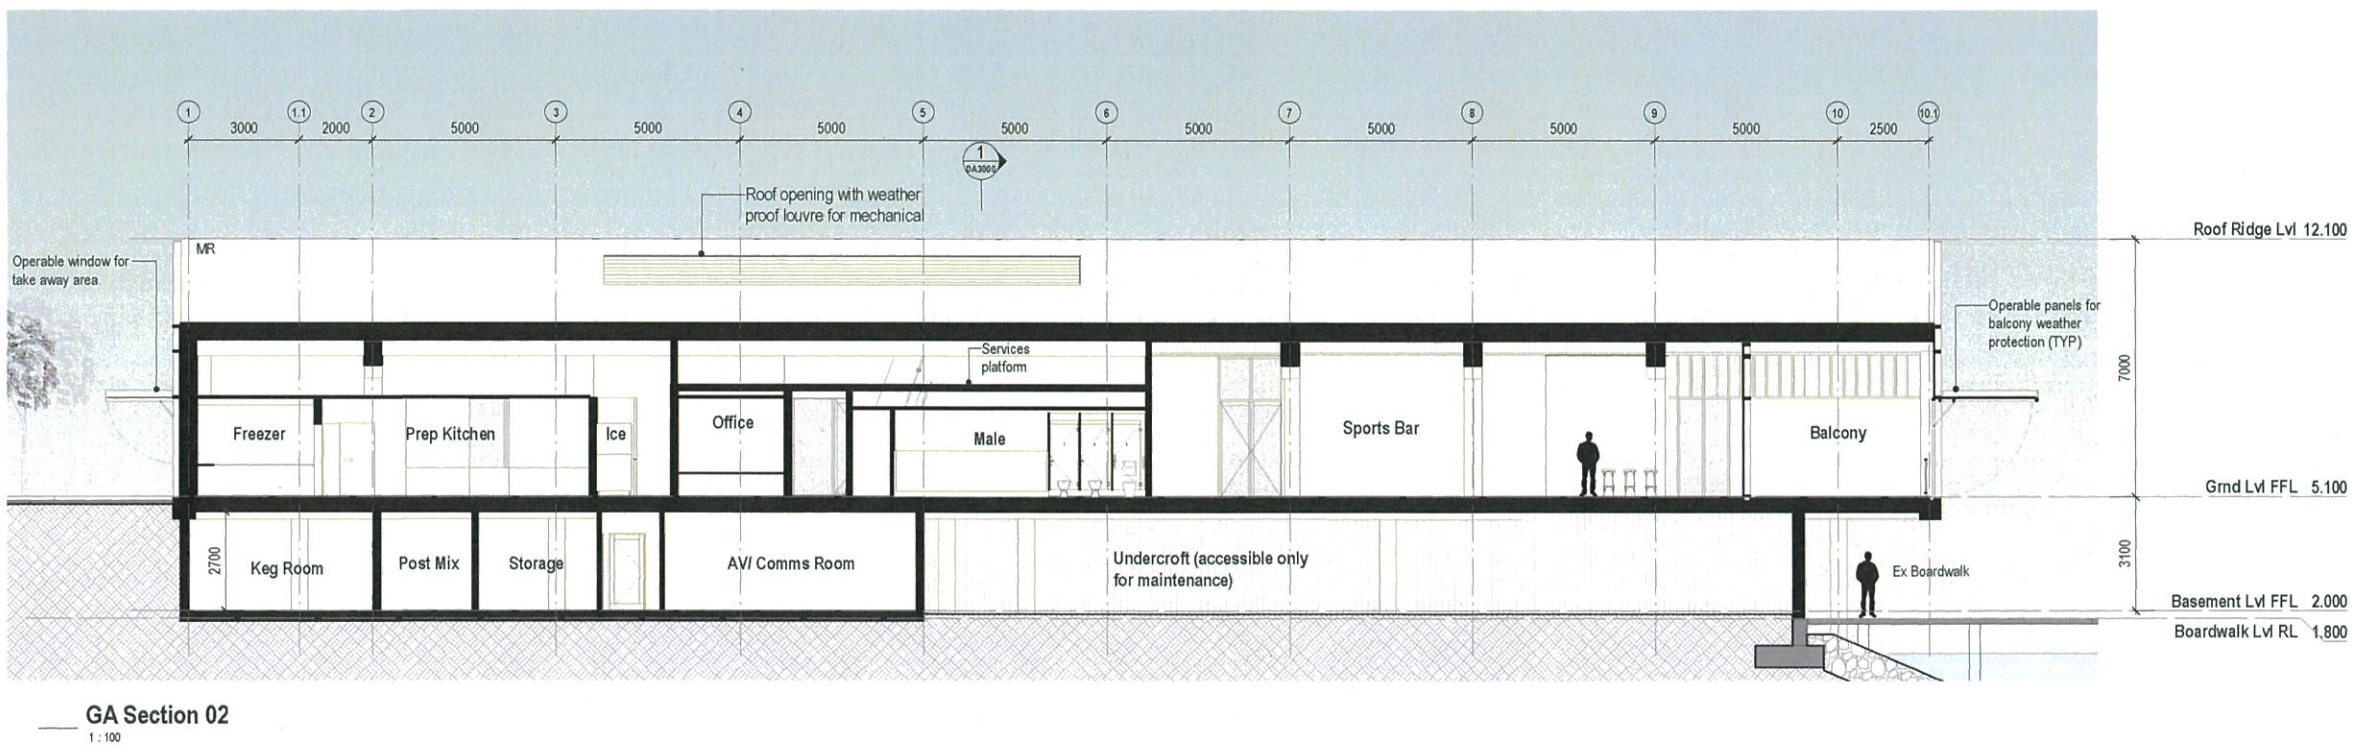 1 1.1 2 3 4 5 6 7 8 9 10 10.1
3000 2000 5000 5000 5000 5000 5000 5000 5000 5000 2500
1
DA3000
Roof opening with weather
proof louvre for mechanical
Roof Ridge Lvl 12.100
MR
Operable window for
take away area.
Operable panels for
balcony weather
protection (TYP)
Services
platform
7000
Freezer
Prep Kitchen
Ice
Office
Male
Sports Bar
Balcony
Grnd Lvl FFL 5.100
2700
Keg Room
Post Mix
Storage
AV/ Comms Room
Undercroft (accessible only
for maintenance)
Ex Boardwalk
3100
Basement Lvl FFL 2.000
Boardwalk Lvl RL 1,800
GA Section 02
1 : 100